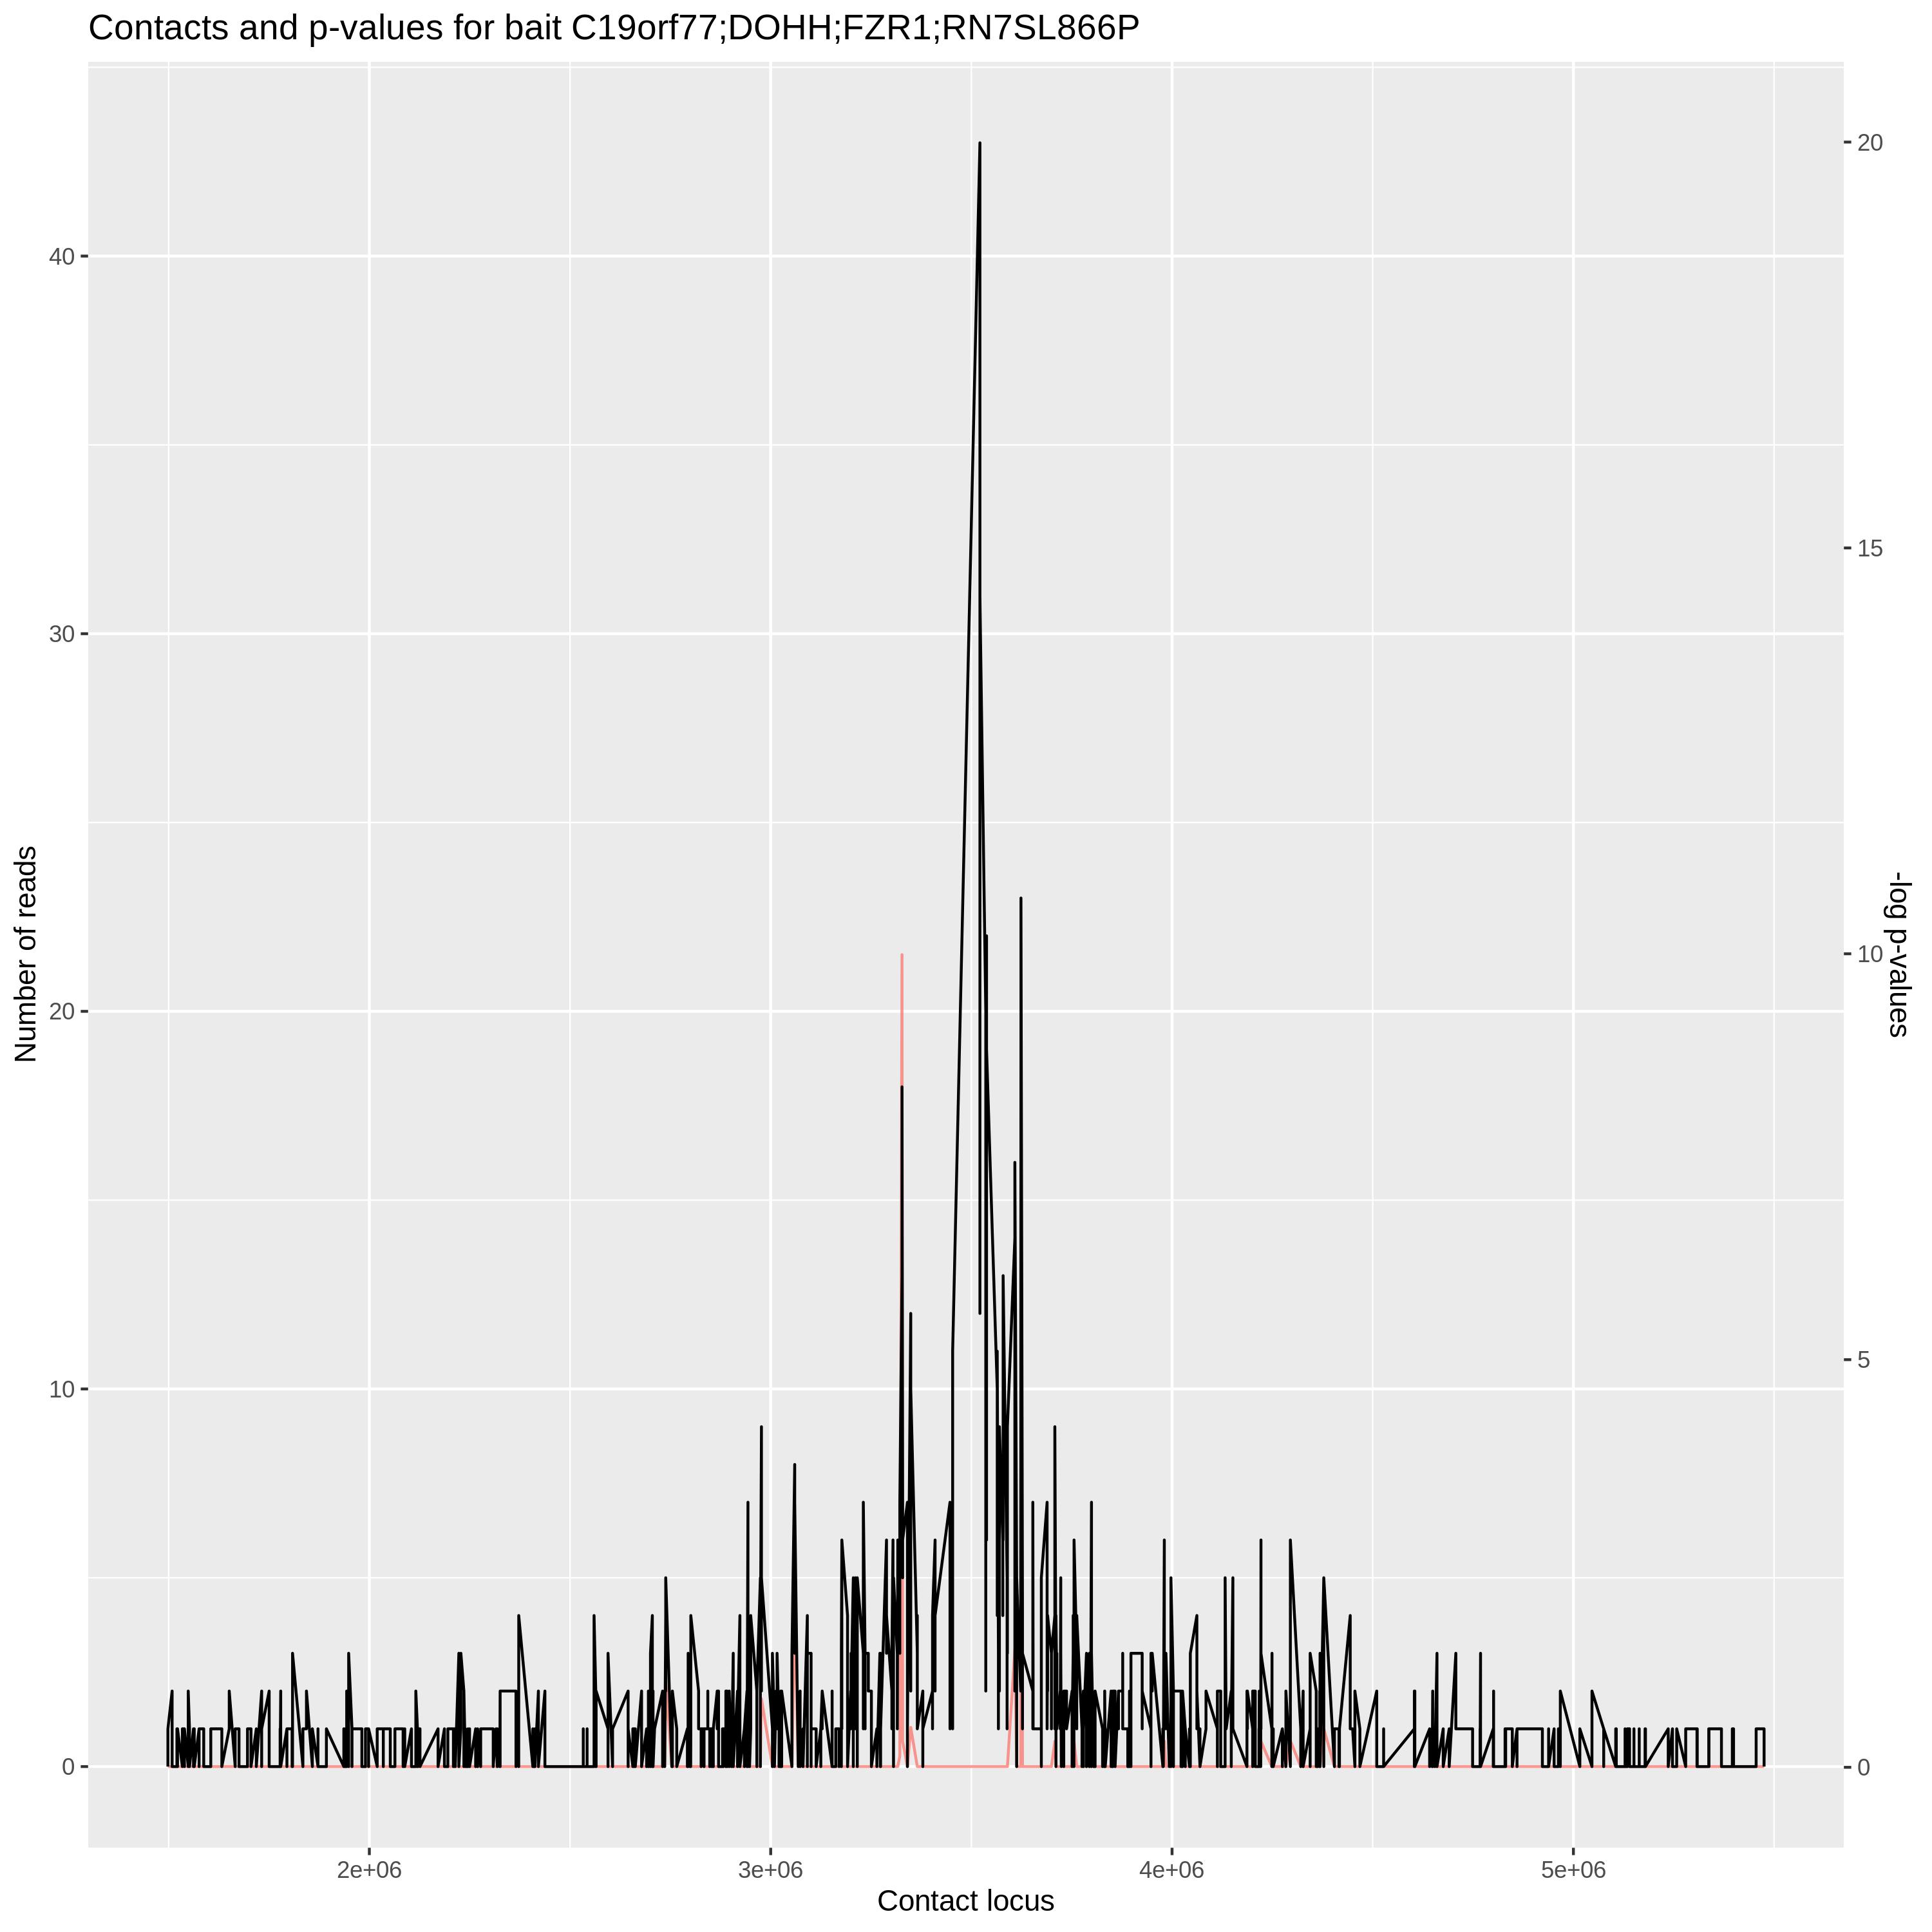 Contacts and p-values for bait C19orf77;DOHH;FZR1;RN7SL866P
40
30
20
10
0
Number of reads
20
15
10
5
0
-log p-values
2e+06
3e+06
4e+06
5e+06
Contact locus